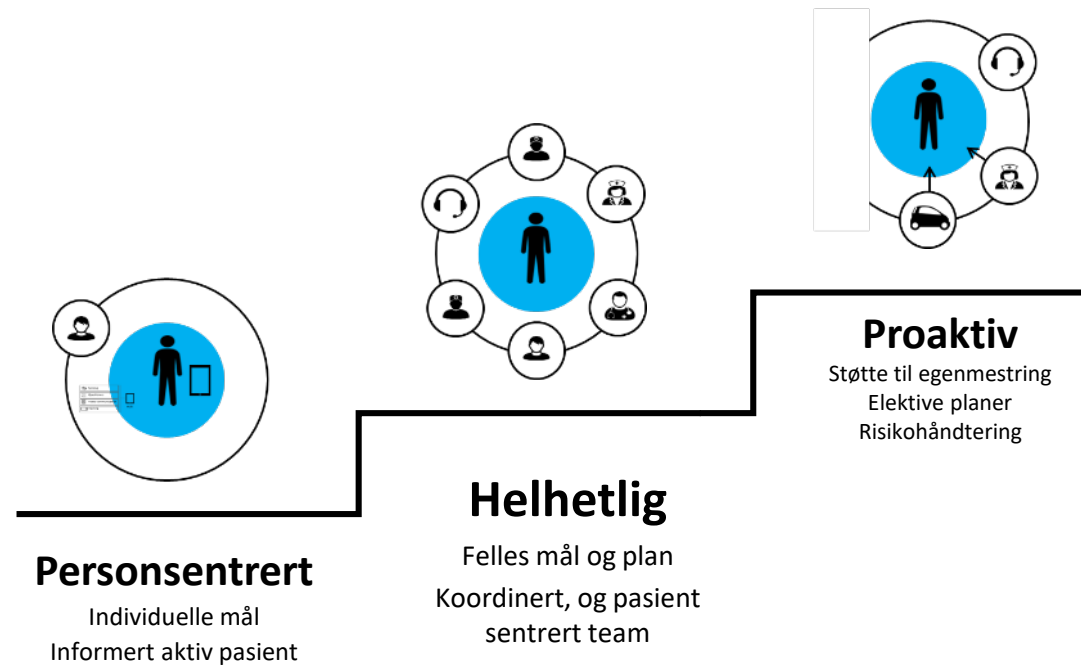 Personsentrert
Individuelle mål
Informert aktiv pasient
Helhetlig
Felles mål og plan
Koordinert, og pasient
sentrert team
Proaktiv
Støtte til egenmestring
Elektive planer
Risikohåndtering